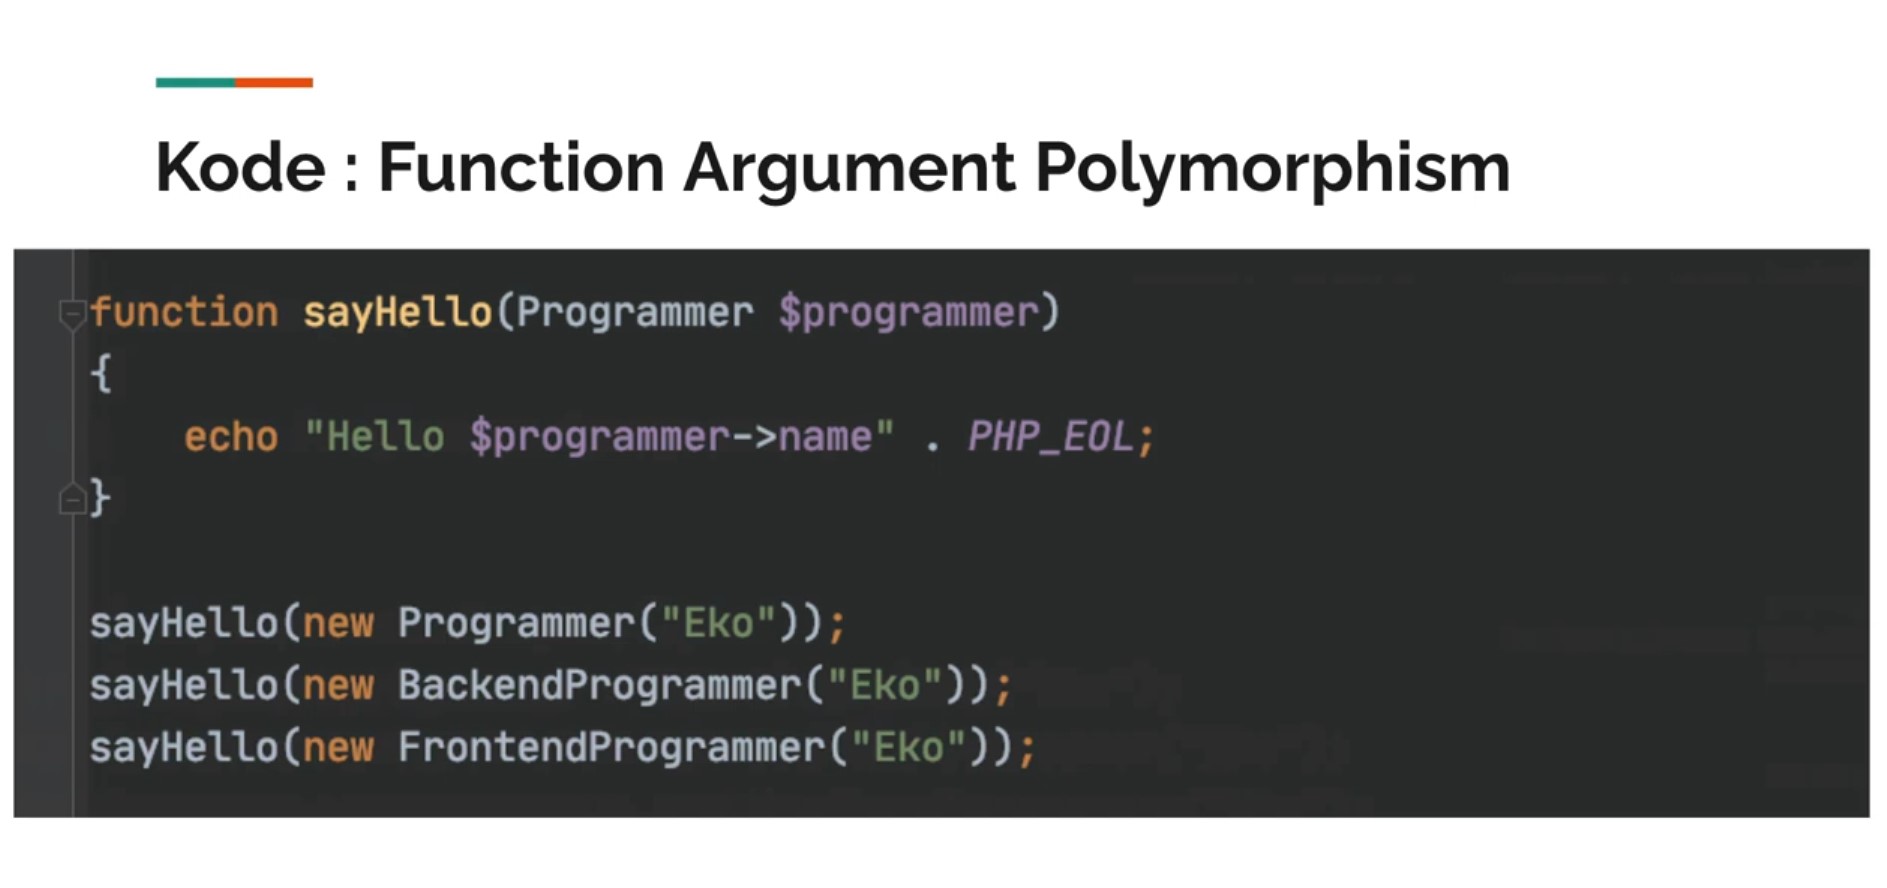 Kode : Function Argument Polymorphism
function sayHello(Programmer $programmer)
{
    echo "Hello $programmer->name" . PHP_EOL;
}
sayHello(new Programmer("Eko"));
sayHello(new BackendProgrammer("Eko"));
sayHello(new FrontendProgrammer("Eko"));